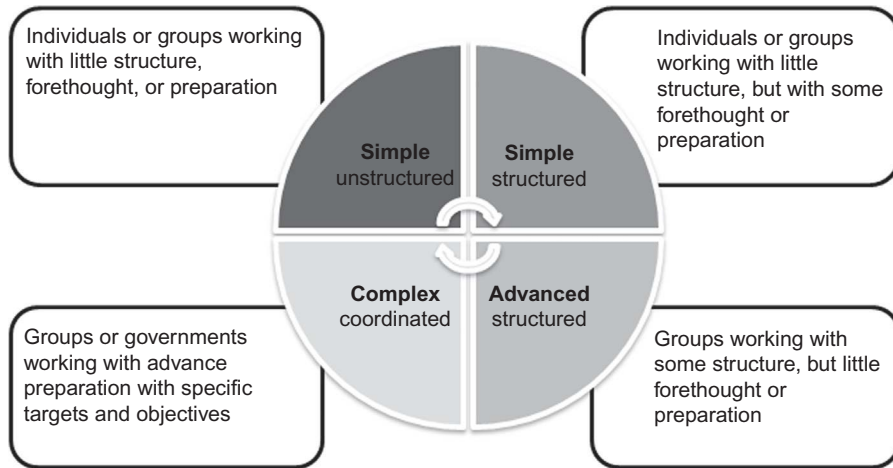 Individuals or groups working
with little structure,
forethought, or preparation
Individuals or groups
working with little
structure, but with some
forethought or
preparation
Simple
unstructured
Simple
structured
Complex
coordinated
Advanced
structured
Groups or governments
working with advance
preparation with specific
targets and objectives
Groups working with
some structure, but little
forethought or
preparation